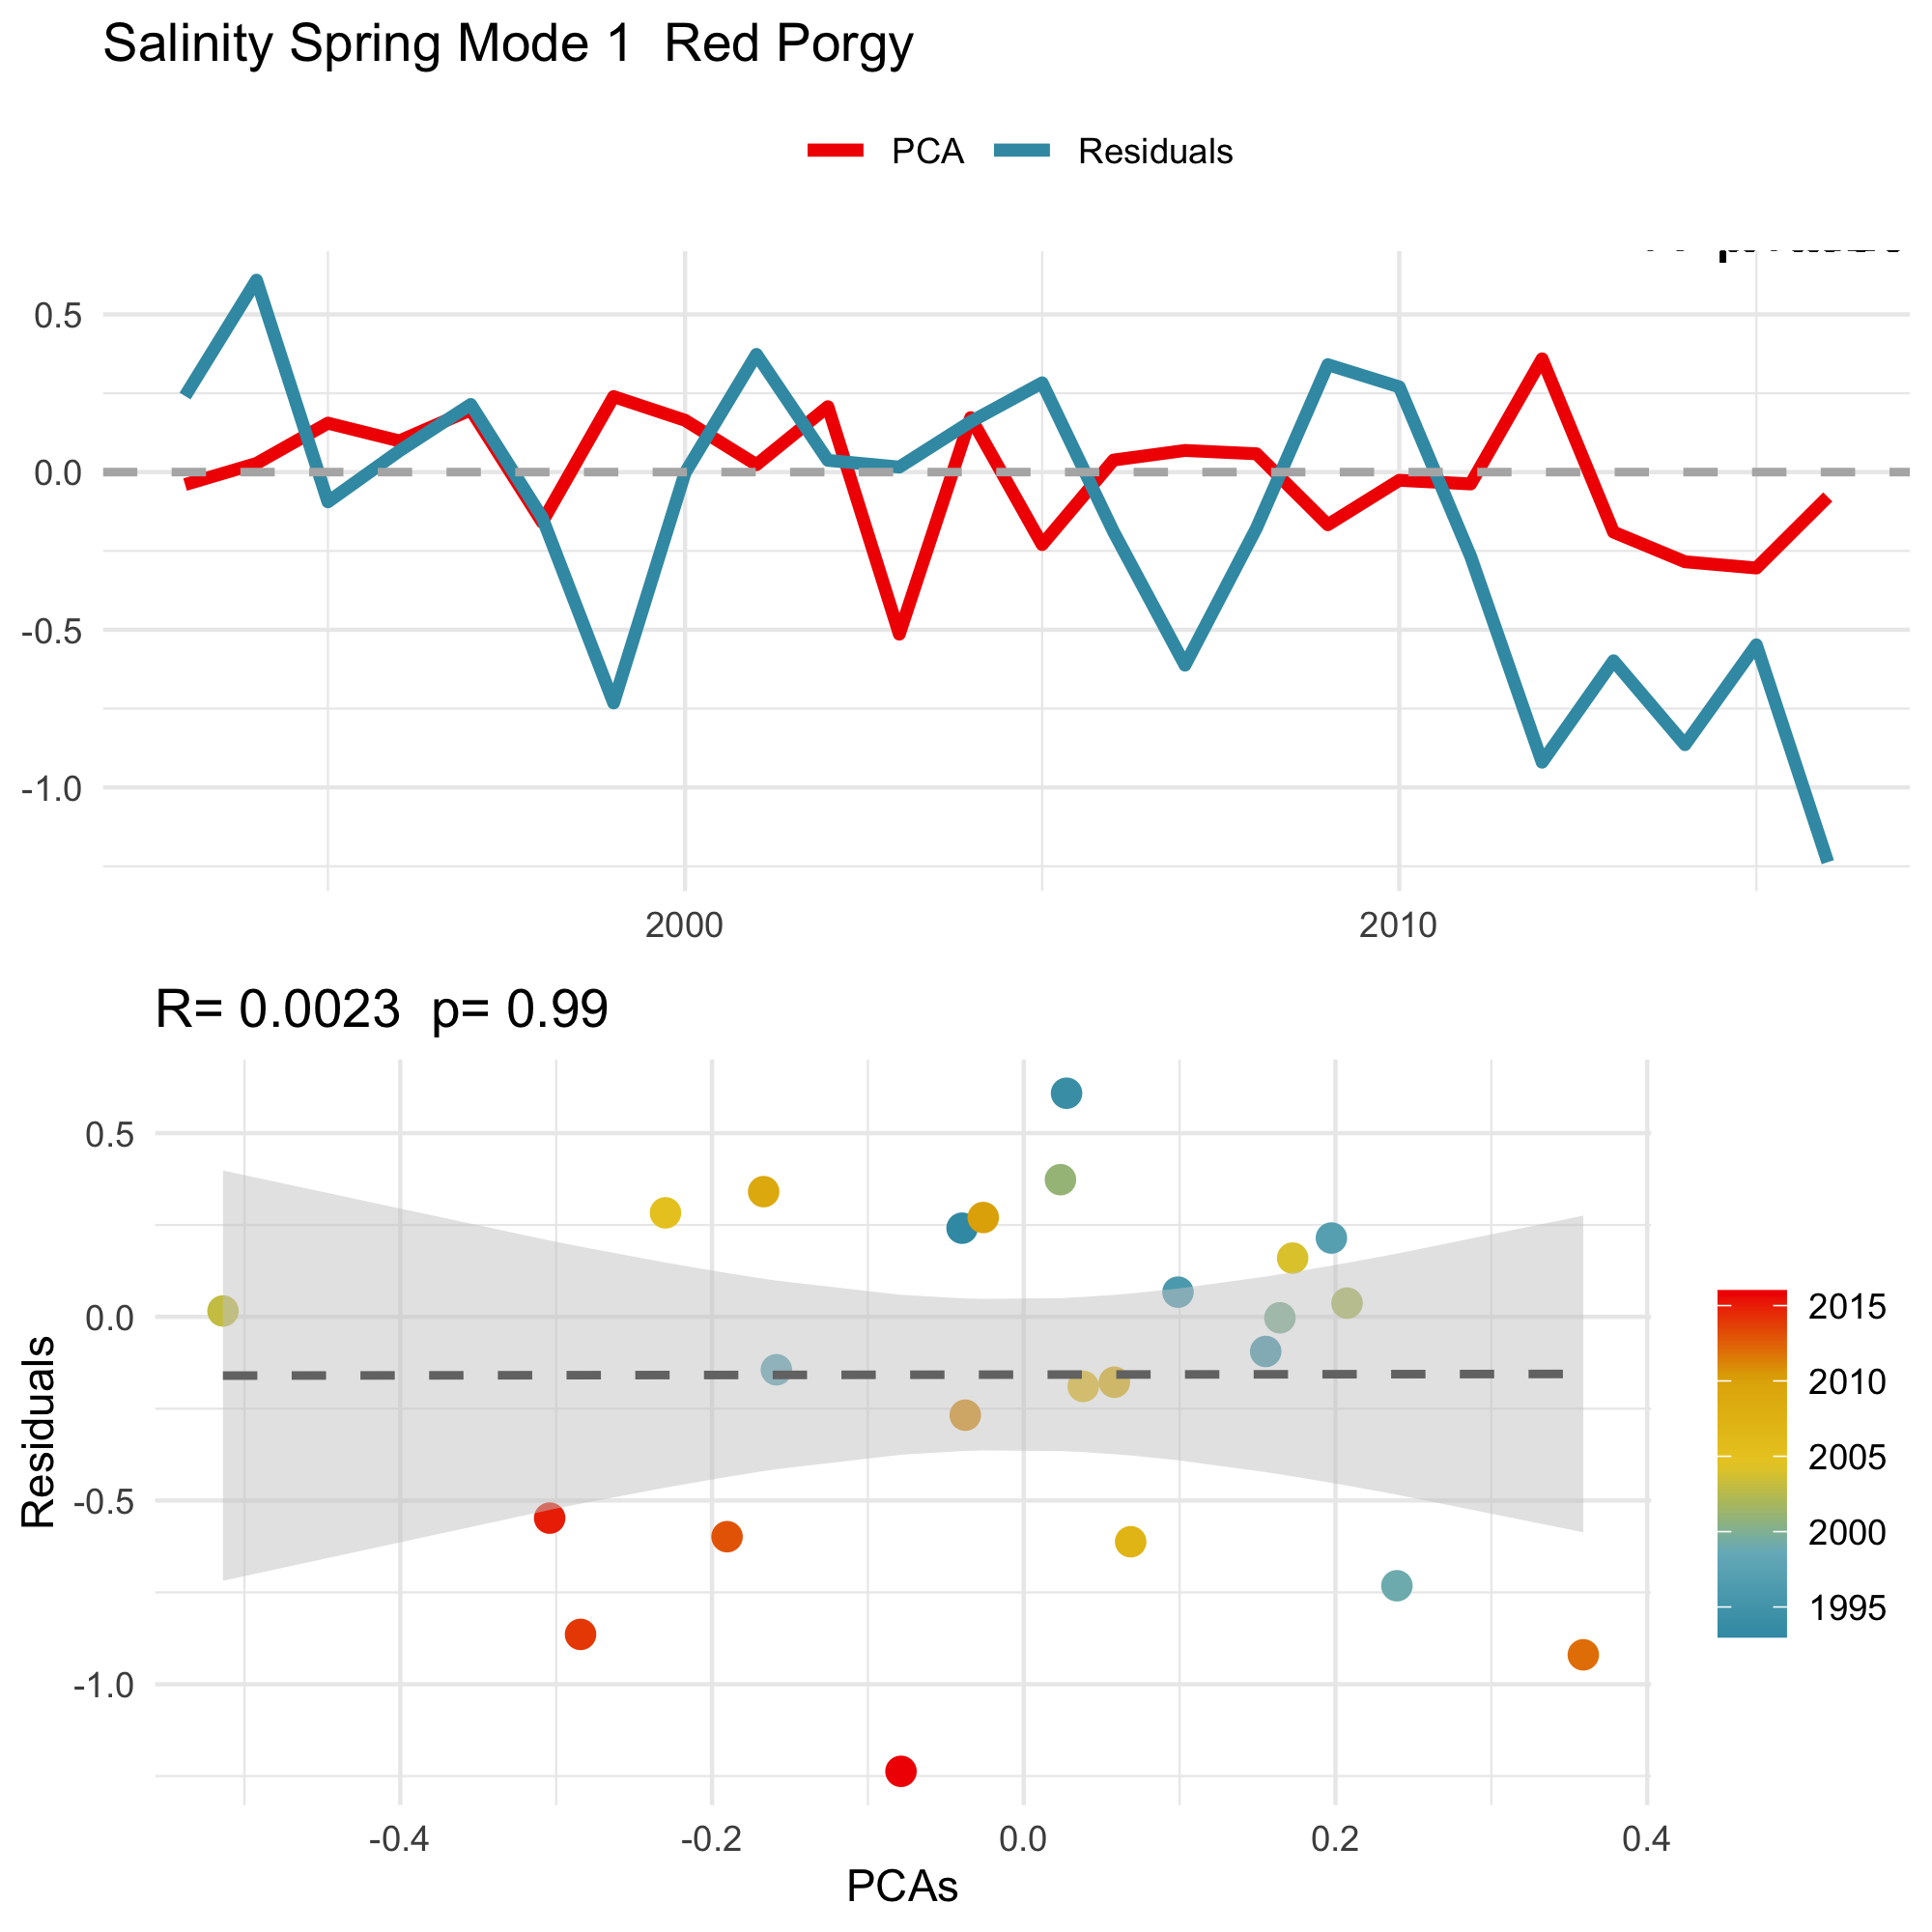 Salinity Spring Mode 1  Red Porgy
PCA Residuals
0.5
0.0
-0.5
-1.0
2000 2010
R= 0.0023  p= 0.99
Residuals
0.5
0.0
-0.5
-1.0
-0.4 -0.2 0.0 0.2 0.4
PCAs
2015
2010
2005
2000
1995